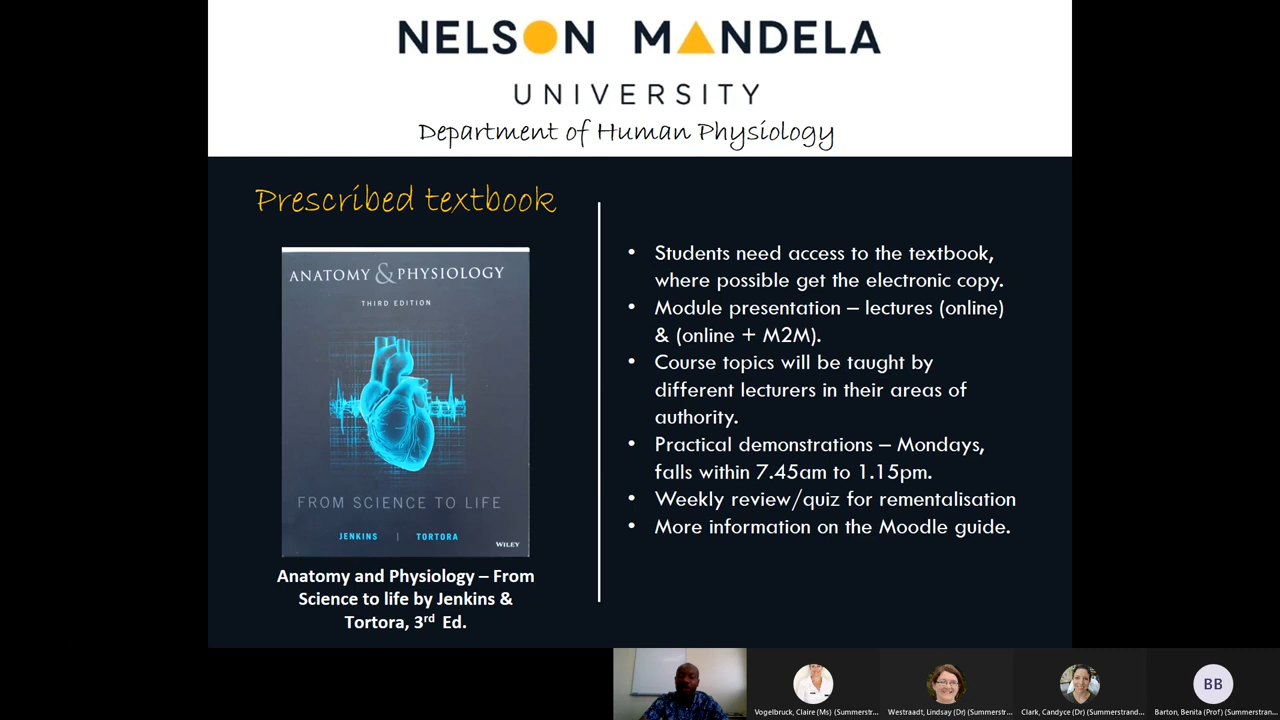 NELSON MANDELA
UNIVERSITY
Department of Human Physiology
Prescribed textbook
ANATOMY & PHYSIOLOGY
THIRD EDITION
FROM SCIENCE TO LIFE
JENKINS | TORTORA
WILEY
Anatomy and Physiology – From
Science to life by Jenkins &
Tortora, 3rd Ed.
• Students need access to the textbook,
where possible get the electronic copy.
• Module presentation – lectures (online)
& (online + M2M).
• Course topics will be taught by
different lecturers in their areas of
authority.
• Practical demonstrations – Mondays,
falls within 7.45am to 1.15pm.
• Weekly review/quiz for rementalisation
• More information on the Moodle guide.
BB
Vogelbruck, Claire (Ms) (Summerstr...
Westraadt, Lindsay (Dr) (Summerstr...
Clark, Candyce (Dr) (Summerstrand...
Barton, Benita (Prof) (Summerstran...